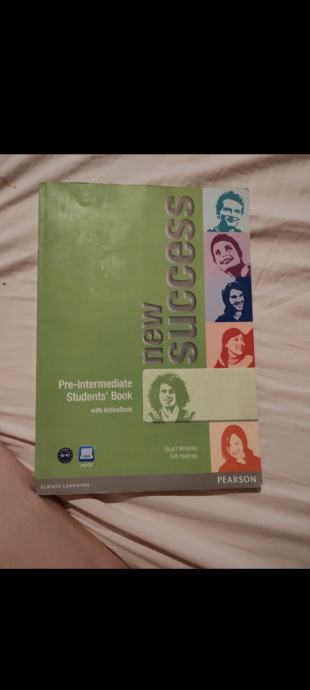 new
success
Pre-Intermediate
Students' Book
with ActiveBook
Stuart McKinlay
Bob Hastings
ALWAYS LEARNING
PEARSON